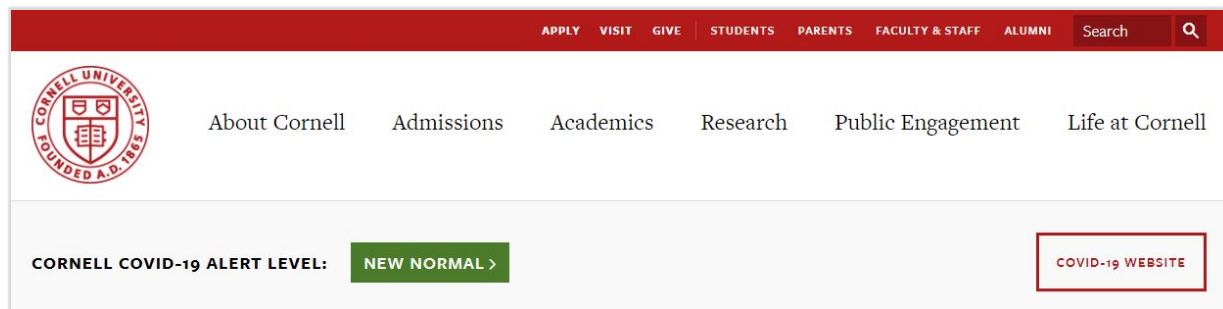 APPLY VISIT GIVE STUDENTS PARENTS FACULTY & STAFF ALUMNI Search
CORNELL UNIVERSITY FOUNDED A.D. 1865
About Cornell Admissions Academics Research Public Engagement Life at Cornell
CORNELL COVID-19 ALERT LEVEL: NEW NORMAL > COVID-19 WEBSITE